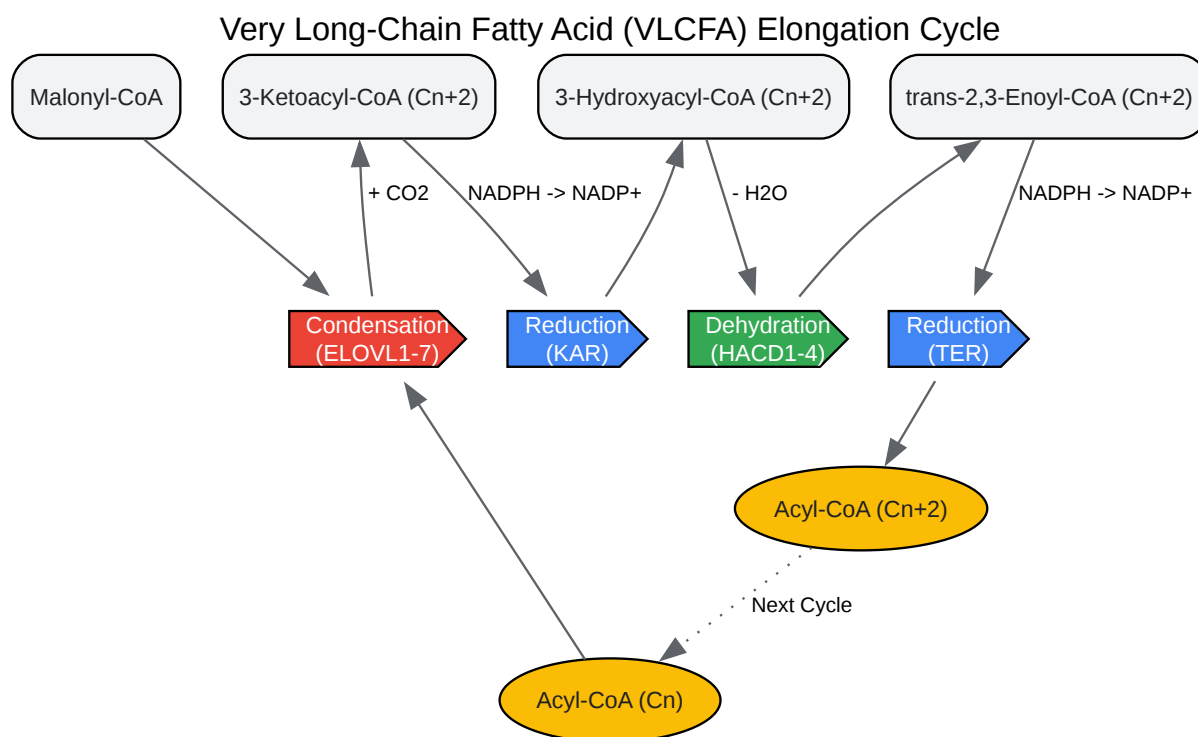 Very Long-Chain Fatty Acid (VLCFA) Elongation Cycle
Malonyl-CoA
3-Ketoacyl-CoA (Cn+2)
3-Hydroxyacyl-CoA (Cn+2)
trans-2,3-Enoyl-CoA (Cn+2)
+ CO2
NADPH -> NADP+
- H2O
NADPH -> NADP+
Condensation
(ELOVL1-7)
Reduction
(KAR)
Dehydration
(HACD1-4)
Reduction
(TER)
Acyl-CoA (Cn+2)
Next Cycle
Acyl-CoA (Cn)